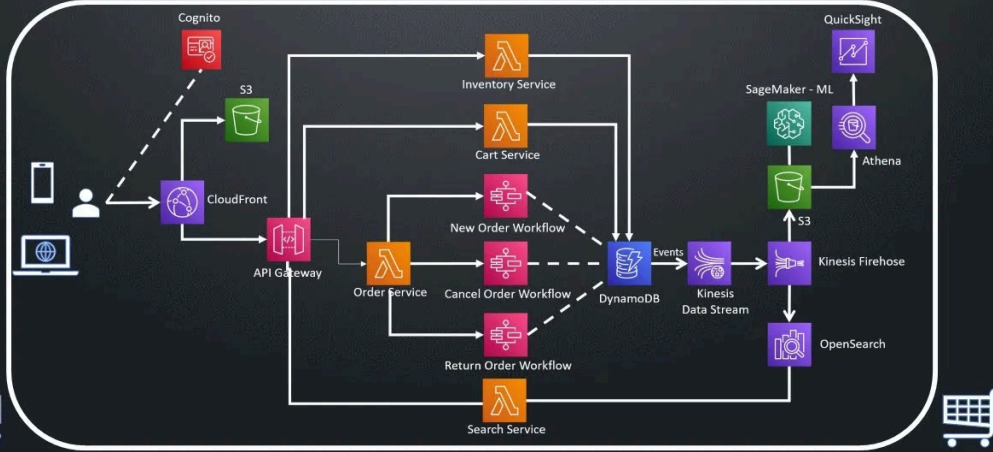 Cognito
QuickSight
S3
Inventory Service
SageMaker - ML
Cart Service
Athena
CloudFront
New Order Workflow
S3
API Gateway
Order Service
Cancel Order Workflow
DynamoDB
Events
Kinesis
Data Stream
Kinesis Firehose
Return Order Workflow
OpenSearch
Search Service